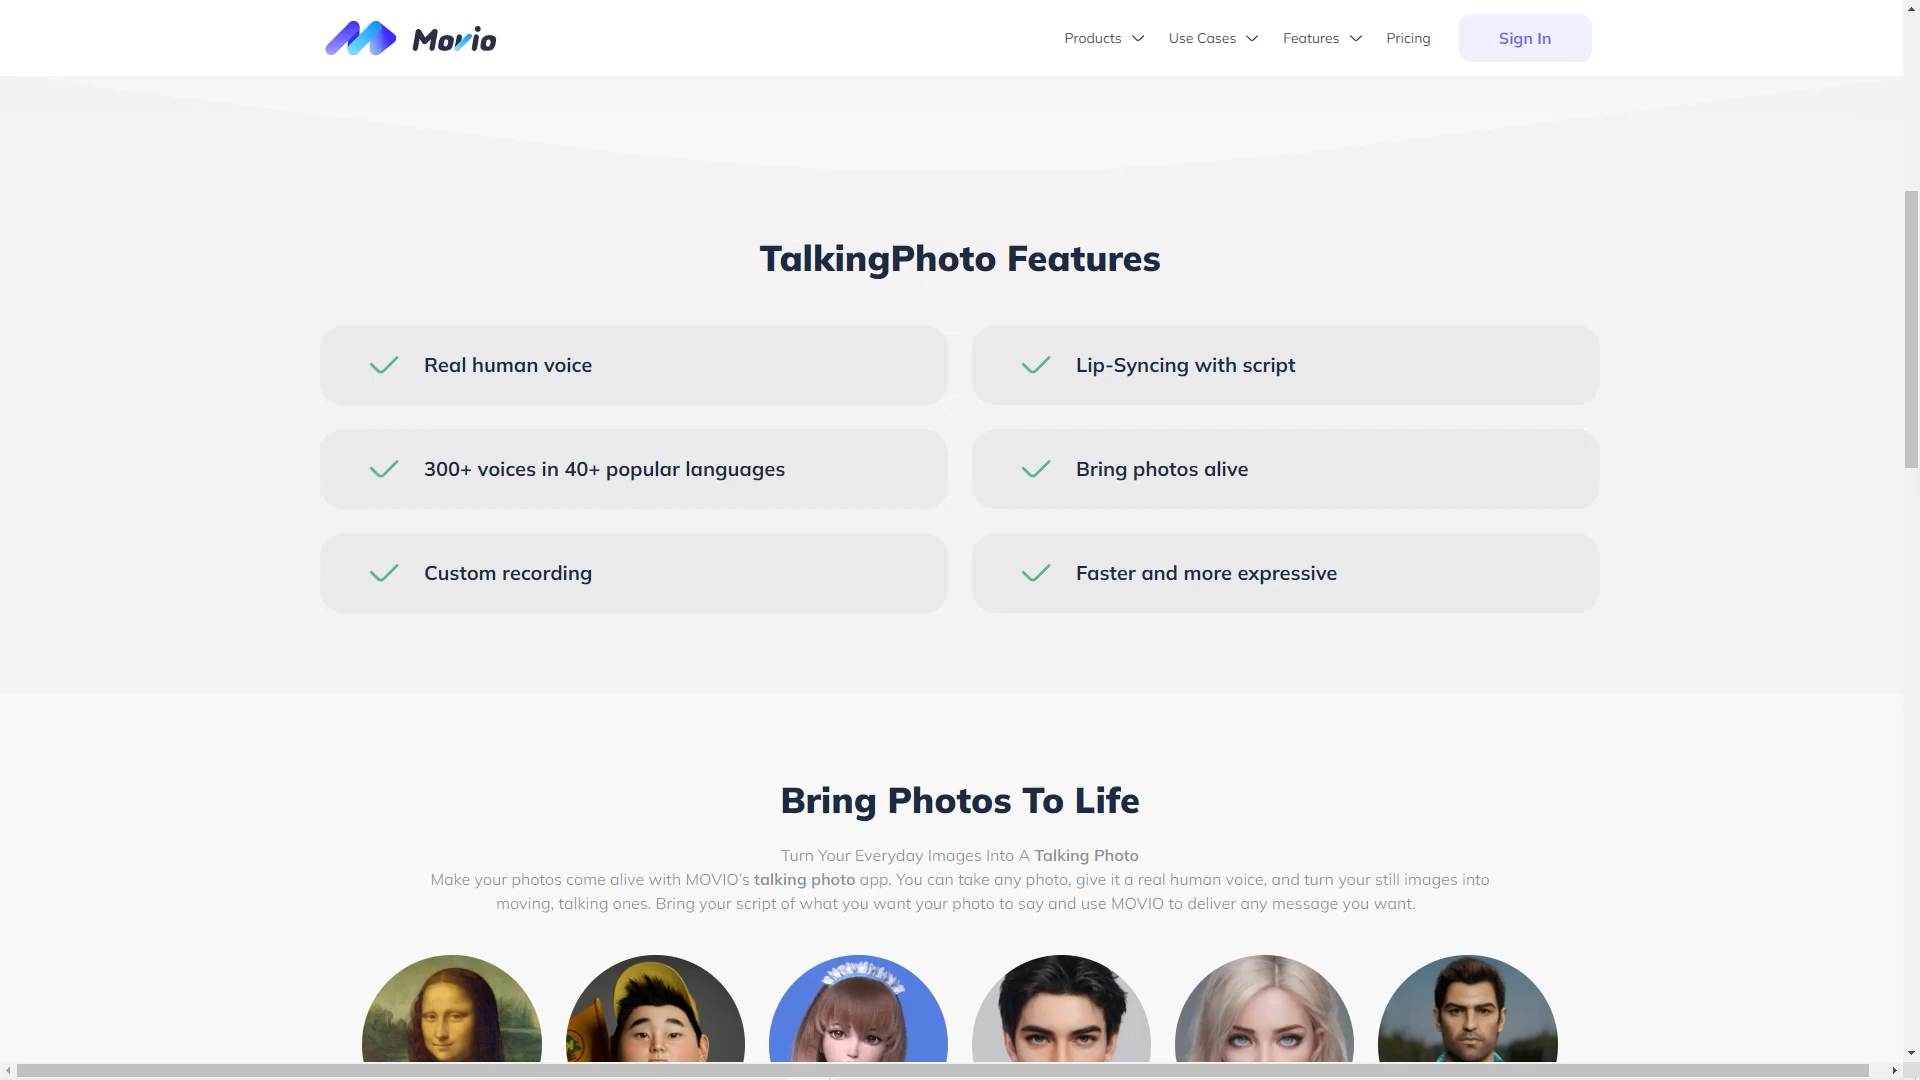 Movio
Products
Use Cases
Features
Pricing
Sign In
TalkingPhoto Features
Real human voice
Lip-Syncing with script
300+ voices in 40+ popular languages
Bring photos alive
Custom recording
Faster and more expressive
Bring Photos To Life
Turn Your Everyday Images Into A Talking Photo
Make your photos come alive with MOVIO's talking photo app. You can take any photo, give it a real human voice, and turn your still images into
moving, talking ones. Bring your script of what you want your photo to say and use MOVIO to deliver any message you want.